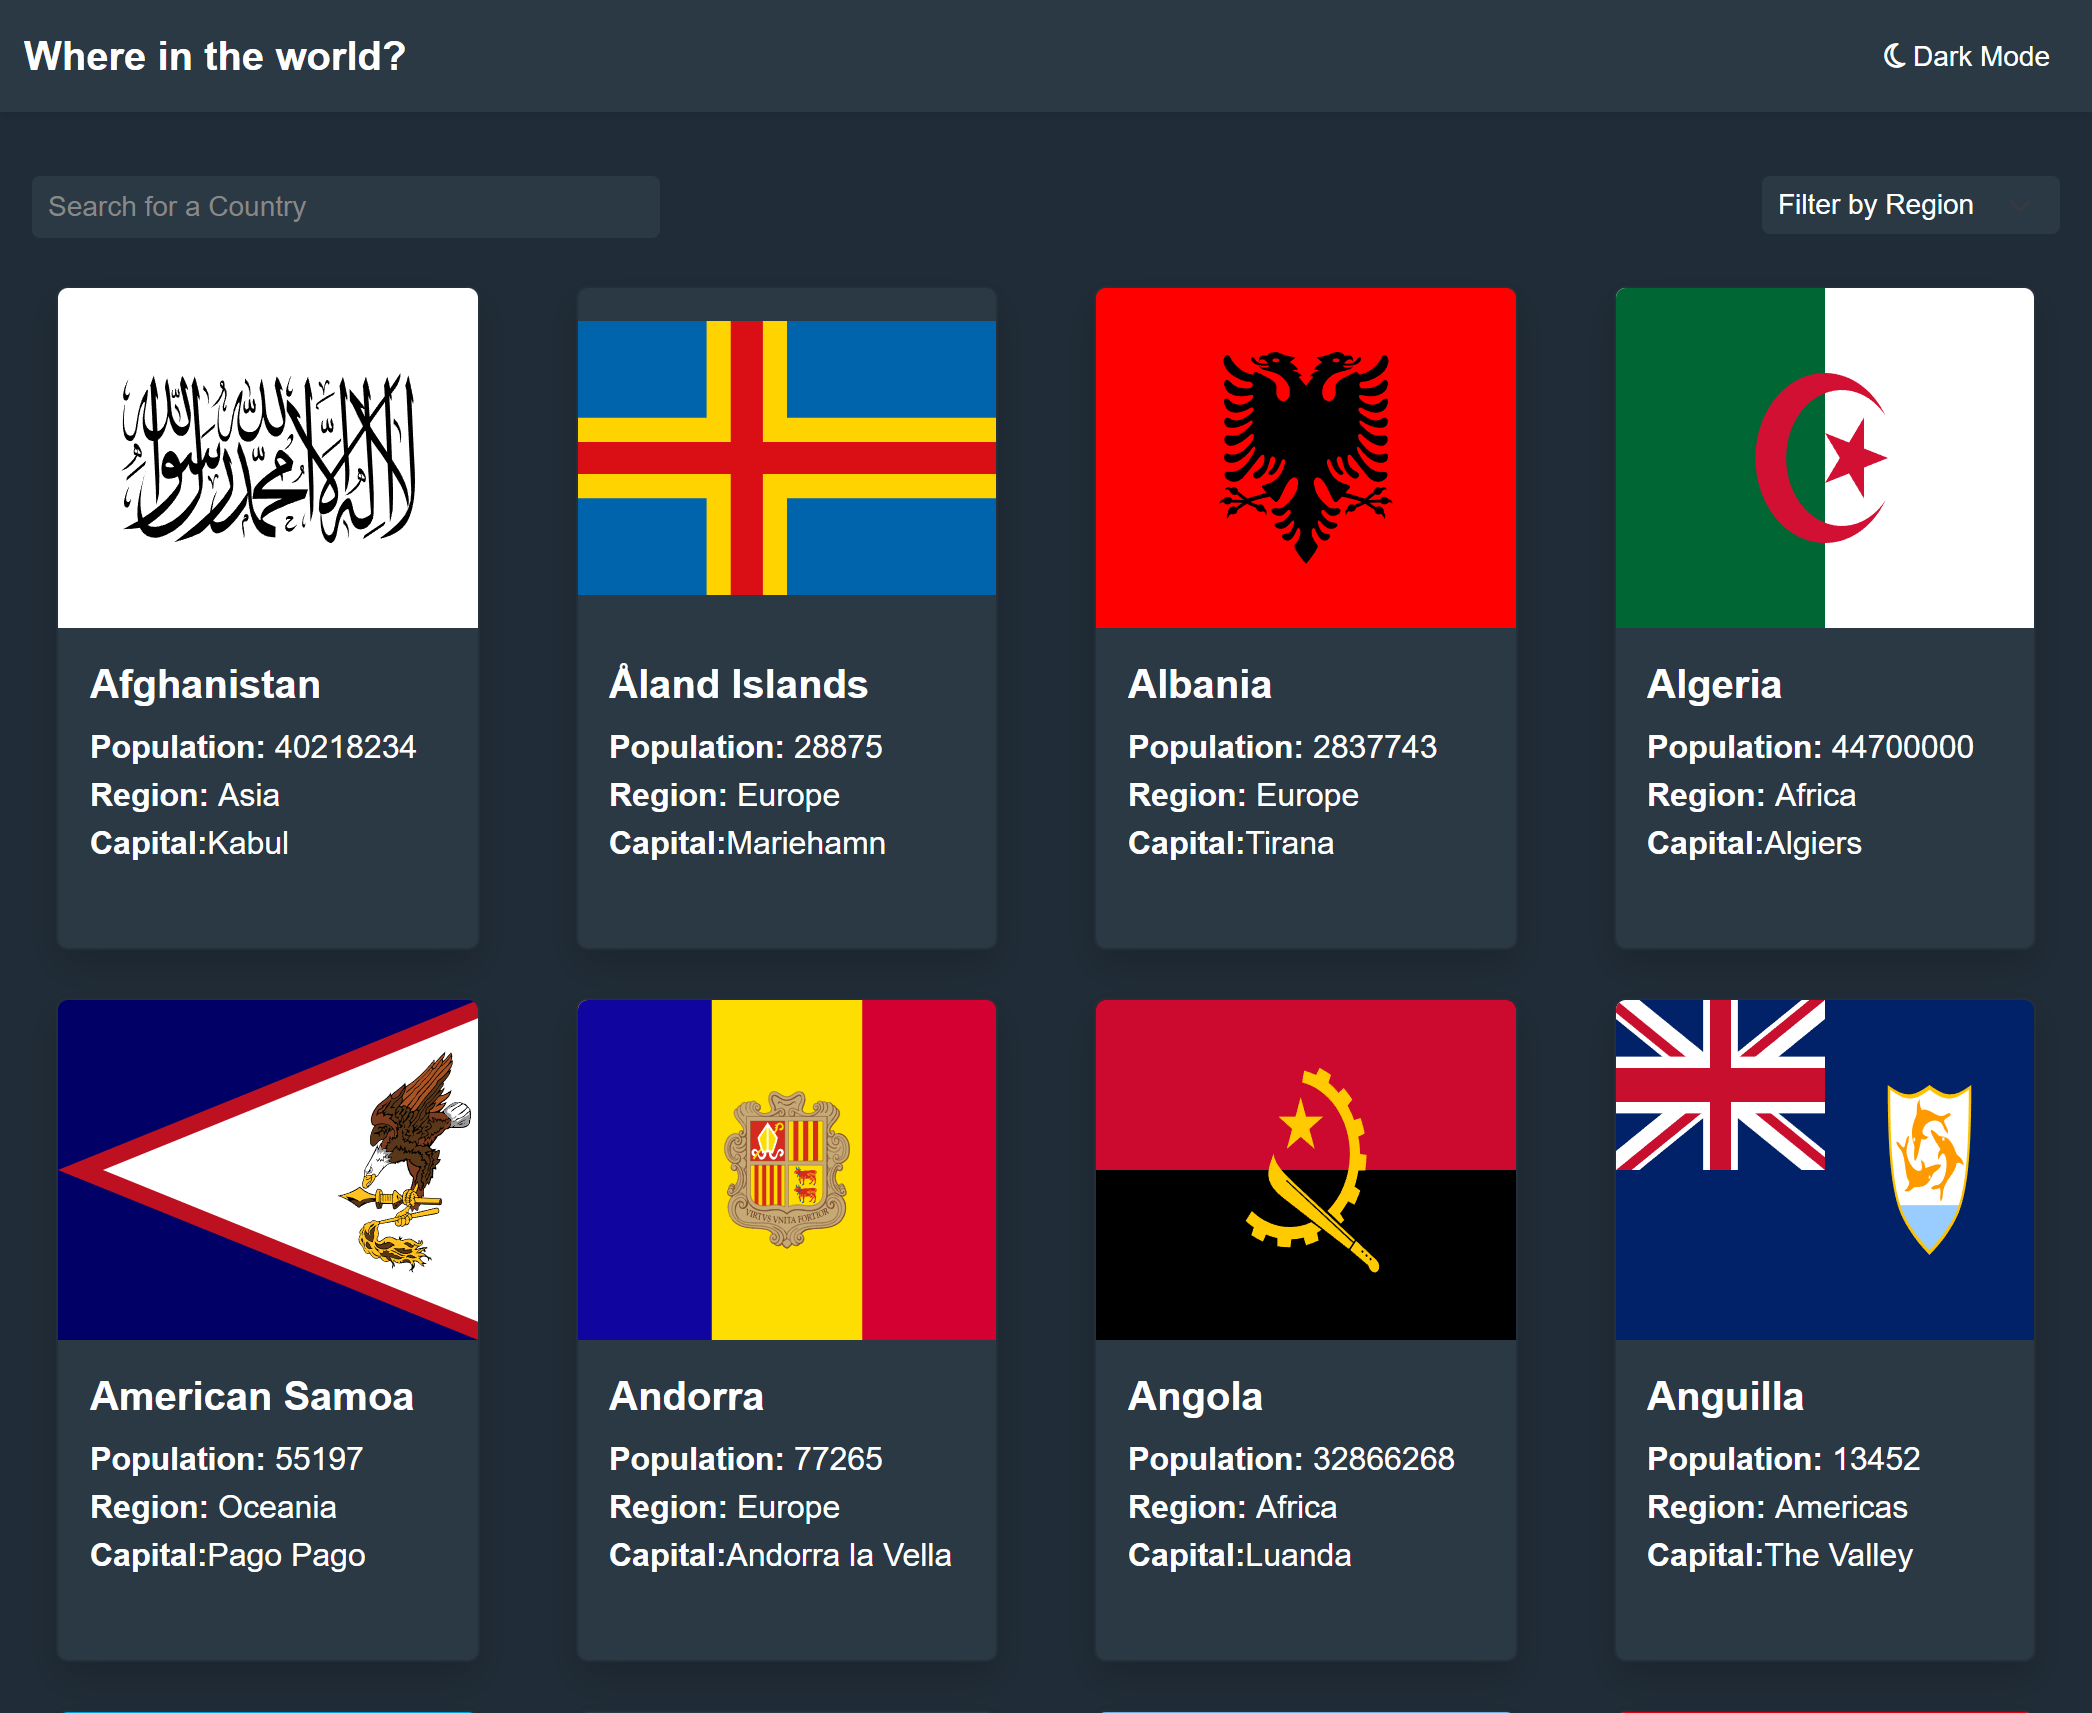 Where in the world?
Dark Mode
Search for a Country
Filter by Region
لا إله إلا الله محمد رسول الله
Afghanistan
Population: 40218234
Region: Asia
Capital:Kabul
Åland Islands
Population: 28875
Region: Europe
Capital:Mariehamn
Albania
Population: 2837743
Region: Europe
Capital:Tirana
Algeria
Population: 44700000
Region: Africa
Capital:Algiers
VIRTVS VNITA FORTIOR
American Samoa
Population: 55197
Region: Oceania
Capital:Pago Pago
Andorra
Population: 77265
Region: Europe
Capital:Andorra la Vella
Angola
Population: 32866268
Region: Africa
Capital:Luanda
Anguilla
Population: 13452
Region: Americas
Capital:The Valley